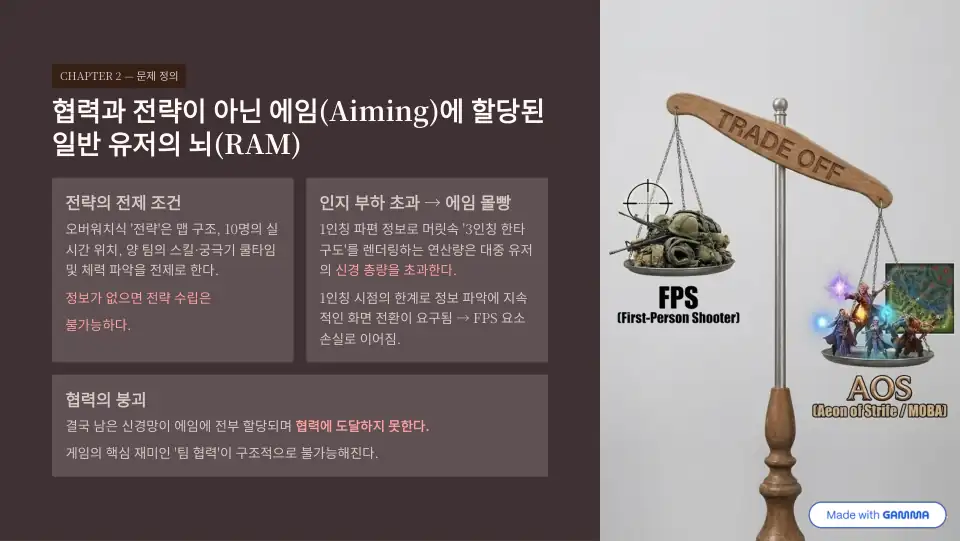 CHAPTER 2 — 문제 정의
협력과 전략이 아닌 에임(Aiming)에 할당된
일반 유저의 뇌(RAM)
전략의 전제 조건
오버워치식 '전략'은 맵 구조, 10명의 실
시간 위치, 양 팀의 스킬·궁극기 쿨타임
및 체력 파악을 전제로 한다.
정보가 없으면 전략 수립은
불가능하다.
인지 부하 초과 → 에임 몰빵
1인칭 파편 정보로 머릿속 '3인칭 한타
구도'를 렌더링하는 연산량은 대중 유저
의 신경 총량을 초과한다.
1인칭 시점의 한계로 정보 파악에 지속
적인 화면 전환이 요구됨 → FPS 요소
손실로 이어짐.
협력의 붕괴
결국 남은 신경망이 에임에 전부 할당되며 협력에 도달하지 못한다.
게임의 핵심 재미인 '팀 협력'이 구조적으로 불가능해진다.
TRADE OFF
FPS
(First-Person Shooter)
AOS
(Aeon of Strife / MOBA)
Made with GAMMA